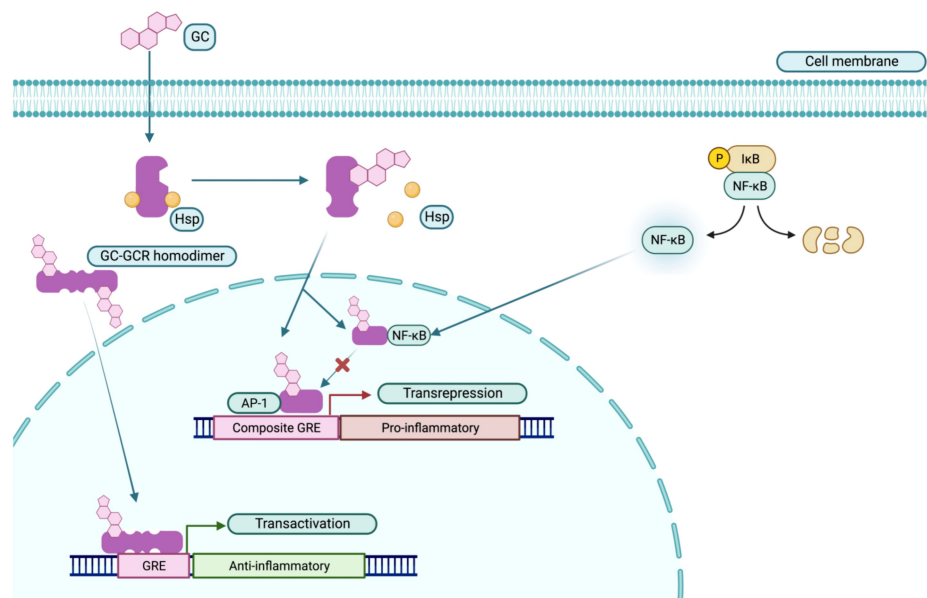 GC
Cell membrane
P
IκB
NF-κB
Hsp
Hsp
GC-GCR homodimer
NF-κB
NF-κB
AP-1
Transrepression
Composite GRE
Pro-inflammatory
Transactivation
GRE
Anti-inflammatory